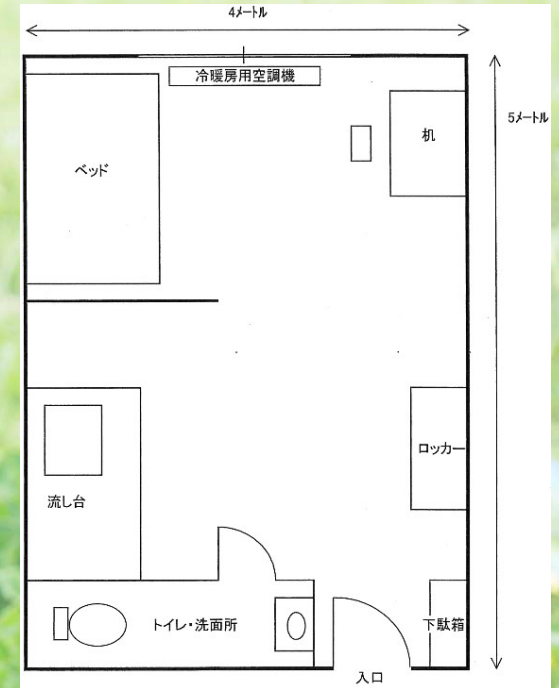 4メートル
冷暖房用空調機
5メートル
机
ベッド
ロッカー
流し台
トイレ・洗面所
下駄箱
入口